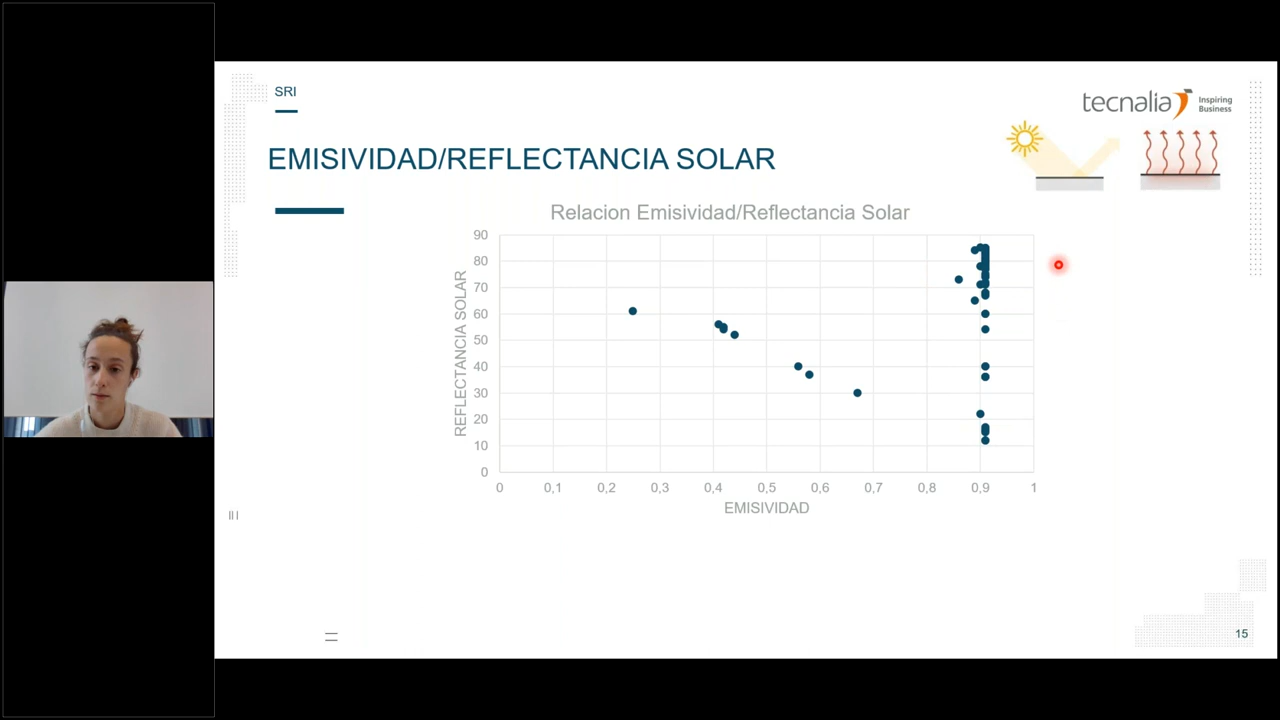 SRI
tecnalia Inspiring Business
EMISIVIDAD/REFLECTANCIA SOLAR
Relacion Emisividad/Reflectancia Solar
REFLECTANCIA SOLAR
90
80
70
60
50
40
30
20
10
0
0 0,1 0,2 0,3 0,4 0,5 0,6 0,7 0,8 0,9 1
EMISIVIDAD
15